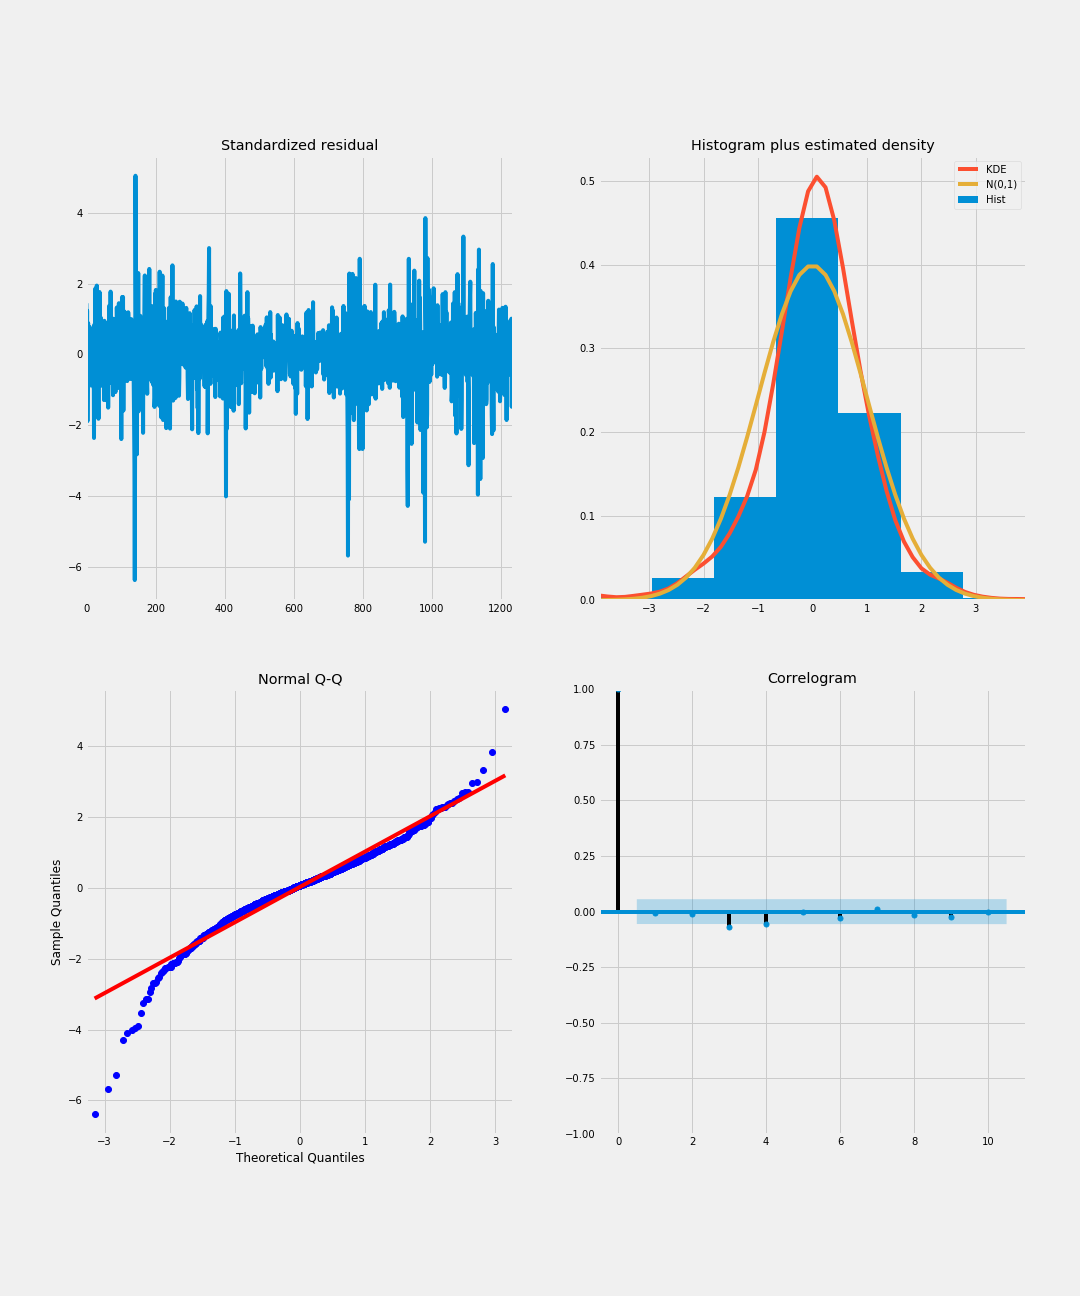 Standardized residual
4
2
0
−2
−4
−6
0 200 400 600 800 1000 1200
Histogram plus estimated density
KDE
N(0,1)
Hist
0.5
0.4
0.3
0.2
0.1
0.0
−3 −2 −1 0 1 2 3
Normal Q-Q
Sample Quantiles
4
2
0
−2
−4
−6
−3 −2 −1 0 1 2 3
Theoretical Quantiles
Correlogram
1.00
0.75
0.50
0.25
0.00
−0.25
−0.50
−0.75
−1.00
0 2 4 6 8 10